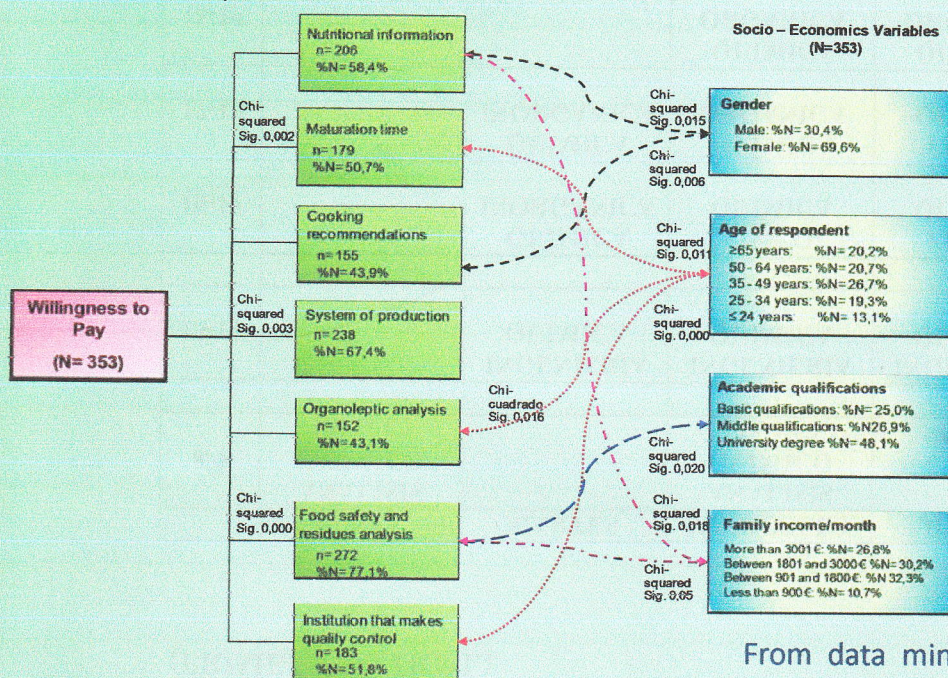 Willingness to
Pay
(N= 353)
Chi-
squared
Sig. 0,002
Chi-
squared
Sig. 0,003
Chi-
squared
Sig. 0,000
Nutritional information
n= 206
%N=58,4%
Maturation time
n= 179
%N=50,7%
Cooking
recommendations
n= 155
%N=43,9%
System of production
n= 238
%N= 67,4%
Organoleptic analysis
n= 152
%N= 43,1%
Food safety and
residues analysis
n= 272
%N= 77,1%
Institution that makes
quality control
n= 183
%N=51,8%
Chi-
squared
Sig. 0,015
Chi-
squared
Sig. 0,006
Chi-
squared
Sig. 0,011
Chi-
squared
Sig. 0,000
Chi-
cuadrado
Sig. 0,016
Chi-
squared
Sig. 0,020
Chi-
squared
Sig. 0,018
Chi-
squared
Sig. 0,05
Socio – Economics Variables
(N=353)
Gender
Male: %N= 30,4%
Female: %N=69,6%
Age of respondent
≥65 years: %N= 20,2%
50 - 64 years: %N= 20,7%
35 - 49 years: %N= 26,7%
25 - 34 years: %N= 19,3%
≤24 years: %N= 13,1%
Academic qualifications
Basic qualifications: %N= 25,0%
Middle qualifications: %N26,9%
University degree %N= 48,1%
Family income/month
More than 3001 €: %N= 26,8%
Between 1801 and 3000 € %N= 30,2%
Between 901 and 1800 €: %N 32,3%
Less than 900 €: %N= 10,7%
From data min